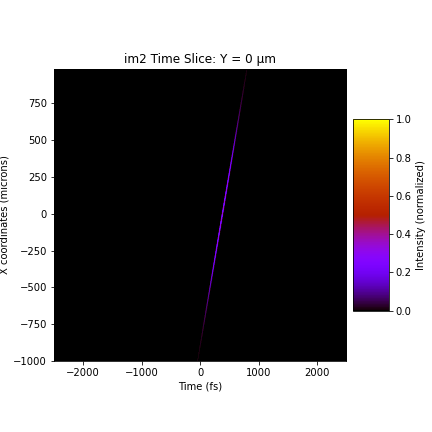 im2 Time Slice: Y = 0 μm
X coordinates (microns)
750
500
250
0
−250
−500
−750
−1000
−2000 −1000 0 1000 2000
Time (fs)
1.0
0.8
0.6
0.4
0.2
0.0
Intensity (normalized)